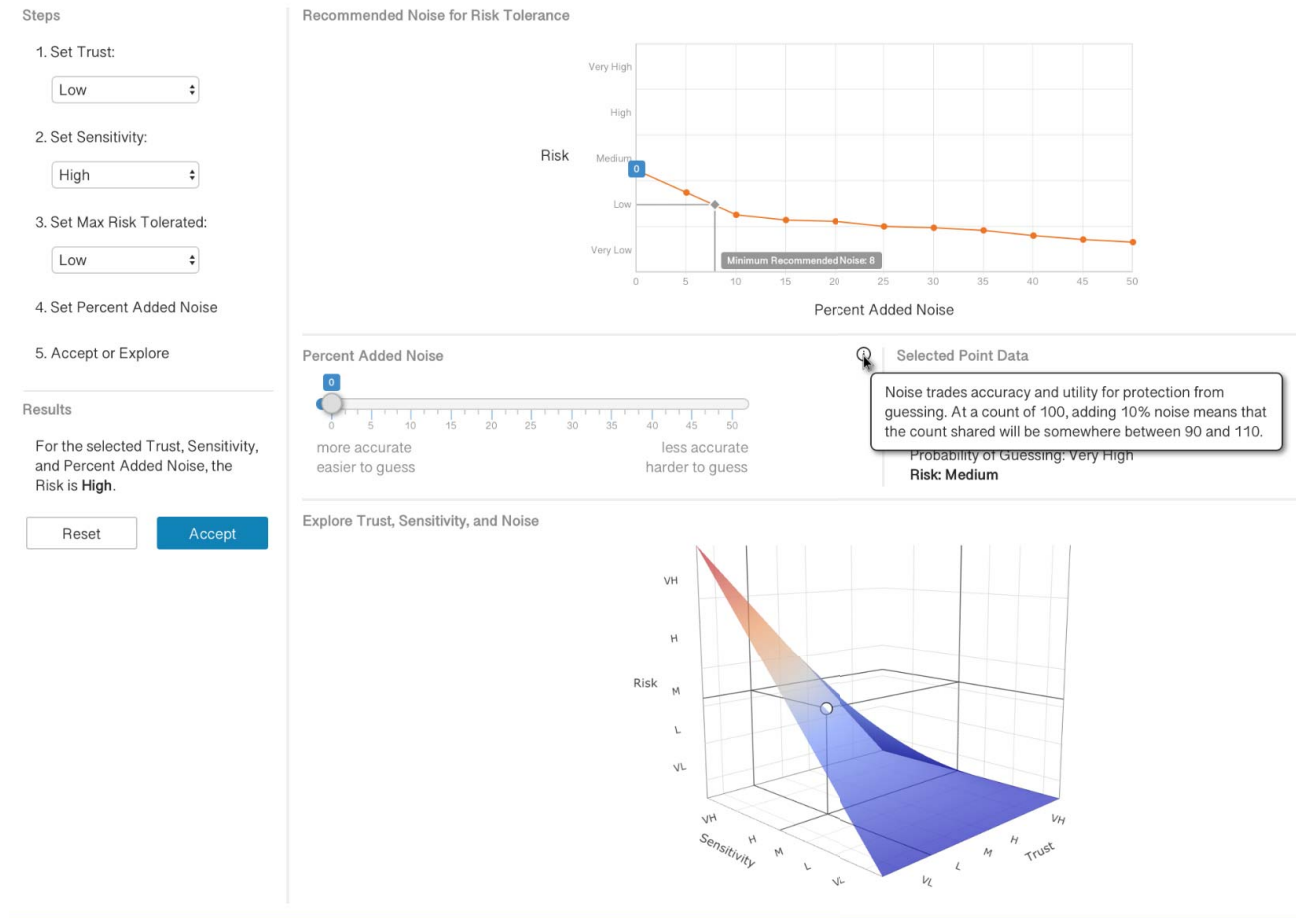 Steps
1. Set Trust:
Low
2. Set Sensitivity:
High
3. Set Max Risk Tolerated:
Low
4. Set Percent Added Noise
5. Accept or Explore
Results
For the selected Trust, Sensitivity,
and Percent Added Noise, the
Risk is High.
Reset
Accept
Recommended Noise for Risk Tolerance
Risk
Very High
High
Medium
Low
Very Low
0
Minimum Recommended Noise: 8
0 5 10 15 20 25 30 35 40 45 50
Percent Added Noise
Percent Added Noise
0
0 5 10 15 20 25 30 35 40 45 50
more accurate
easier to guess
less accurate
harder to guess
Selected Point Data
Noise trades accuracy and utility for protection from
guessing. At a count of 100, adding 10% noise means that
the count shared will be somewhere between 90 and 110.
Probability of Guessing: Very High
Risk: Medium
Explore Trust, Sensitivity, and Noise
Risk
VH
H
M
L
VL
VH
H
M
L
VL
Sensitivity
VL
L
M
H
VH
Trust